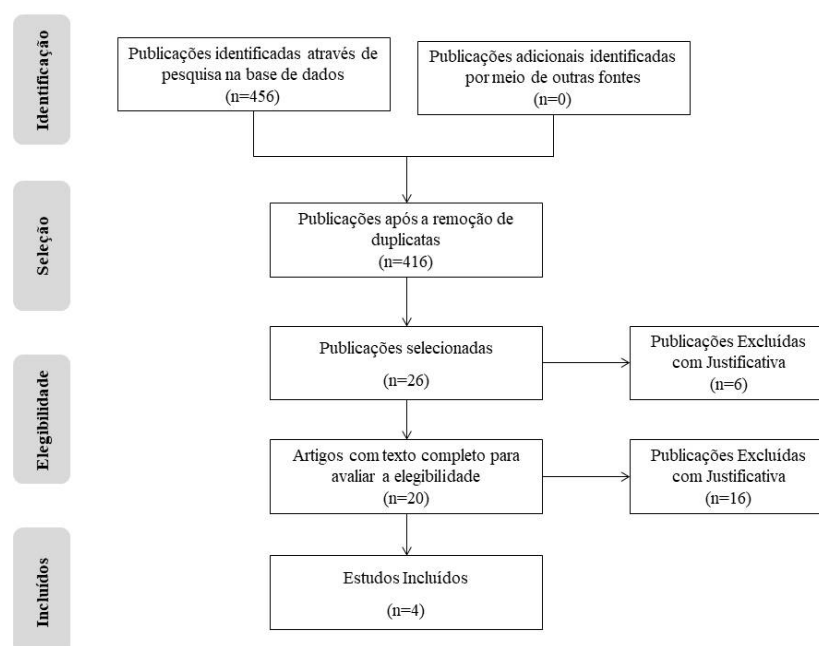 Identificação
Publicações identificadas através de
pesquisa na base de dados
(n=456)
Publicações adicionais identificadas
por meio de outras fontes
(n=0)
Seleção
Publicações após a remoção de
duplicatas
(n=416)
Elegibilidade
Publicações selecionadas
(n=26)
Publicações Excluídas
com Justificativa
(n=6)
Artigos com texto completo para
avaliar a elegibilidade
(n=20)
Publicações Excluídas
com Justificativa
(n=16)
Incluídos
Estudos Incluídos
(n=4)